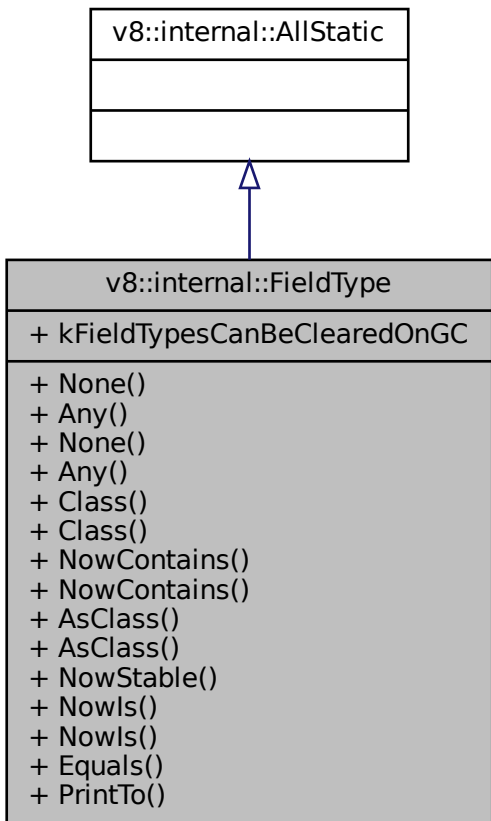 v8::internal::AllStatic
v8::internal::FieldType
+ kFieldTypesCanBeClearedOnGC
+ None()
+ Any()
+ None()
+ Any()
+ Class()
+ Class()
+ NowContains()
+ NowContains()
+ AsClass()
+ AsClass()
+ NowStable()
+ NowIs()
+ NowIs()
+ Equals()
+ PrintTo()